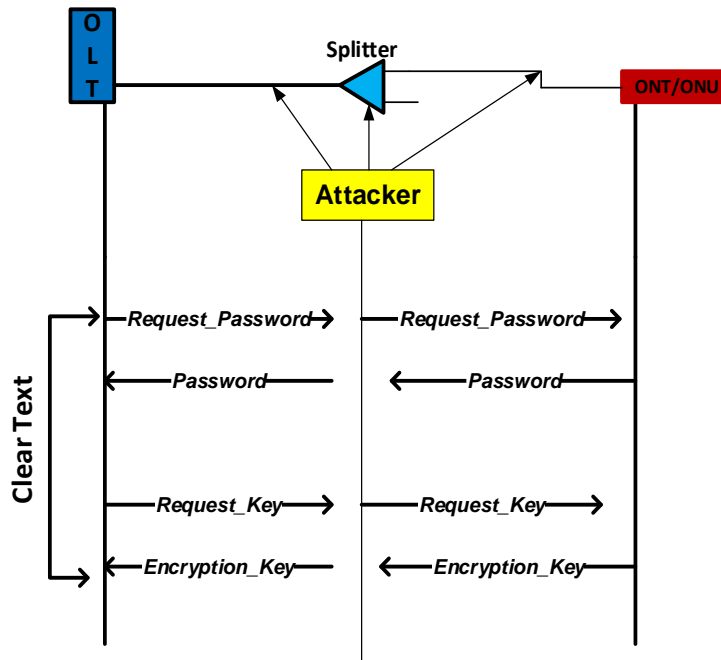 O
L
T
Splitter
ONT/ONU
Attacker
Request_Password
Request_Password
Password
Password
Clear Text
Request_Key
Request_Key
Encryption_Key
Encryption_Key